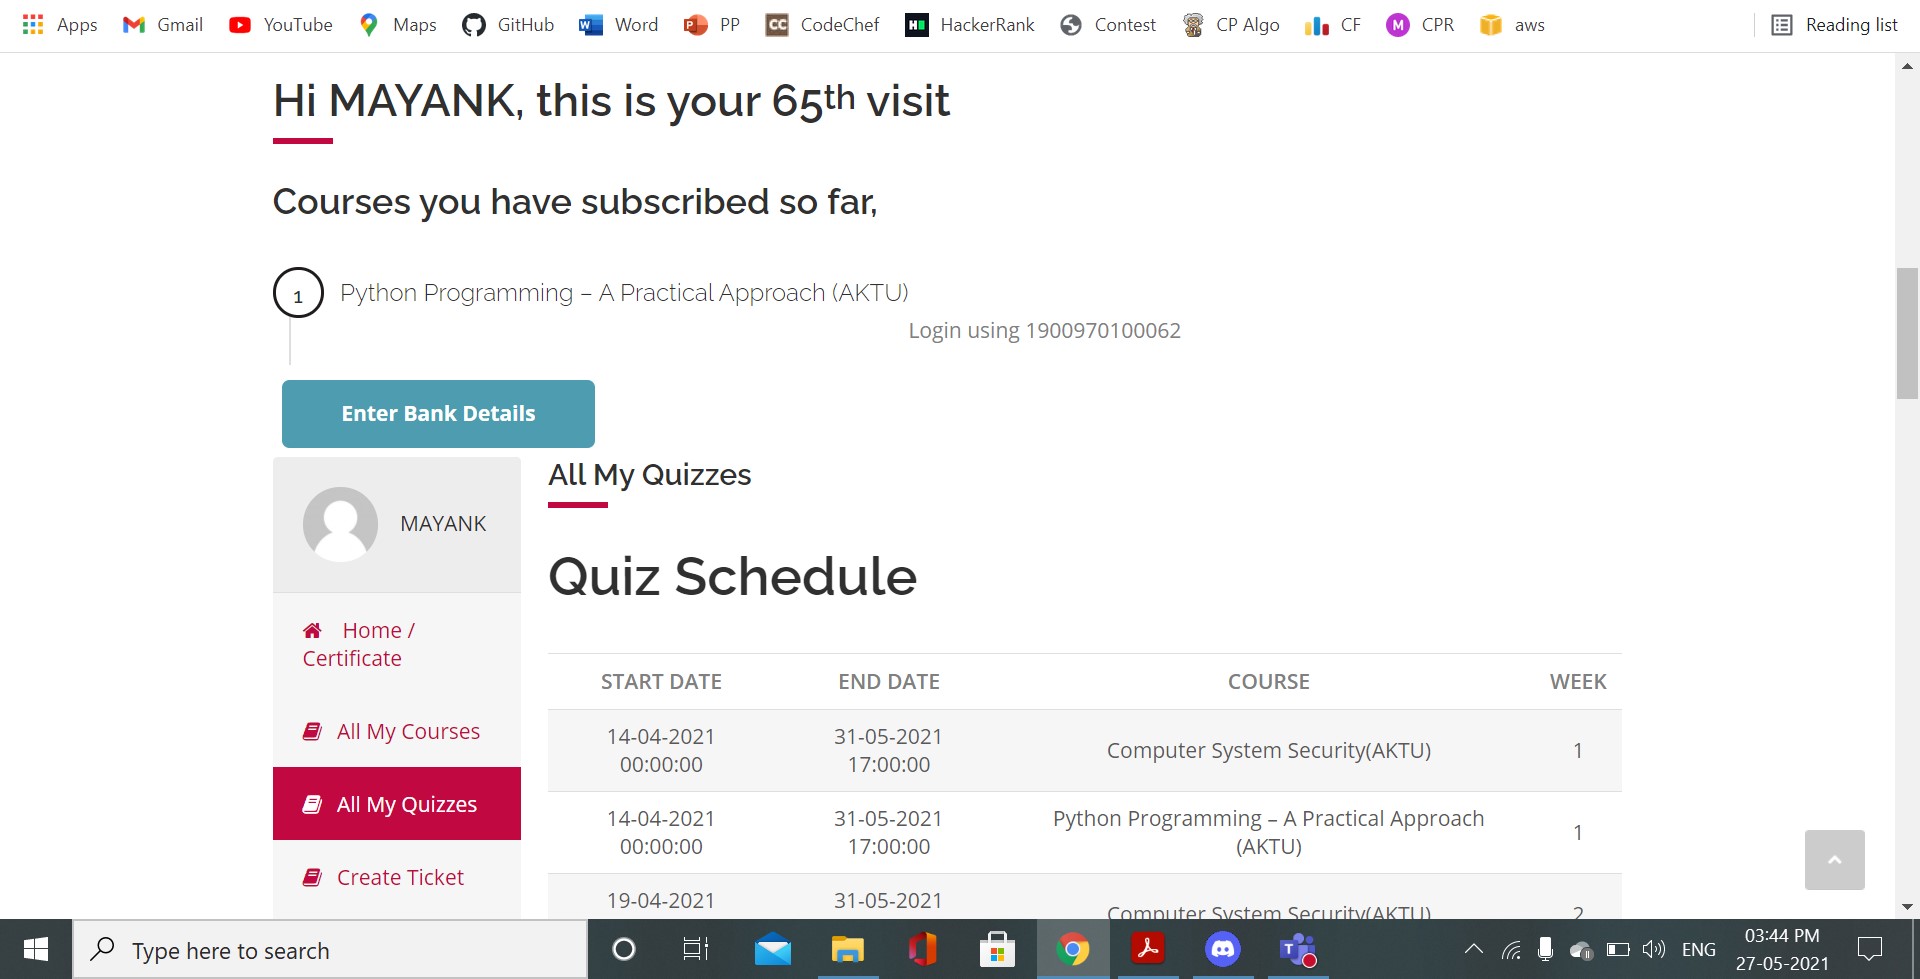 Apps Gmail YouTube Maps GitHub Word PP CC CodeChef H HackerRank Contest CP Algo CF M CPR aws Reading list
Hi MAYANK, this is your 65th visit
Courses you have subscribed so far,
1 Python Programming – A Practical Approach (AKTU)
Login using 1900970100062
Enter Bank Details
MAYANK
Home /
Certificate
All My Courses
All My Quizzes
Create Ticket
All My Quizzes
Quiz Schedule
START DATE END DATE COURSE WEEK
14-04-2021 00:00:00 31-05-2021 17:00:00 Computer System Security(AKTU) 1
14-04-2021 00:00:00 31-05-2021 17:00:00 Python Programming – A Practical Approach (AKTU) 1
19-04-2021 31-05-2021 Computer System Security(AKTU) 2
Type here to search
ENG
03:44 PM
27-05-2021